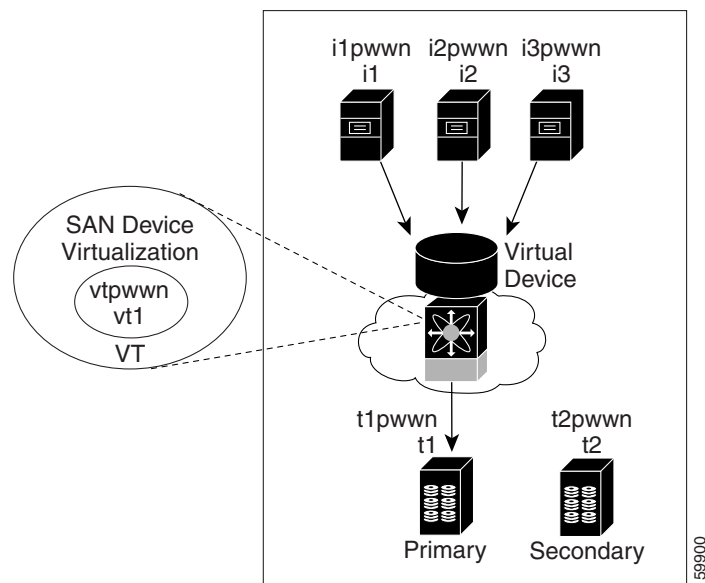 i1pwwn i2pwwn i3pwwn
i1 i2 i3
SAN Device
Virtualization
vtpwwn
vt1
VT
Virtual
Device
t1pwwn
t1
t2pwwn
t2
Primary
Secondary
59900